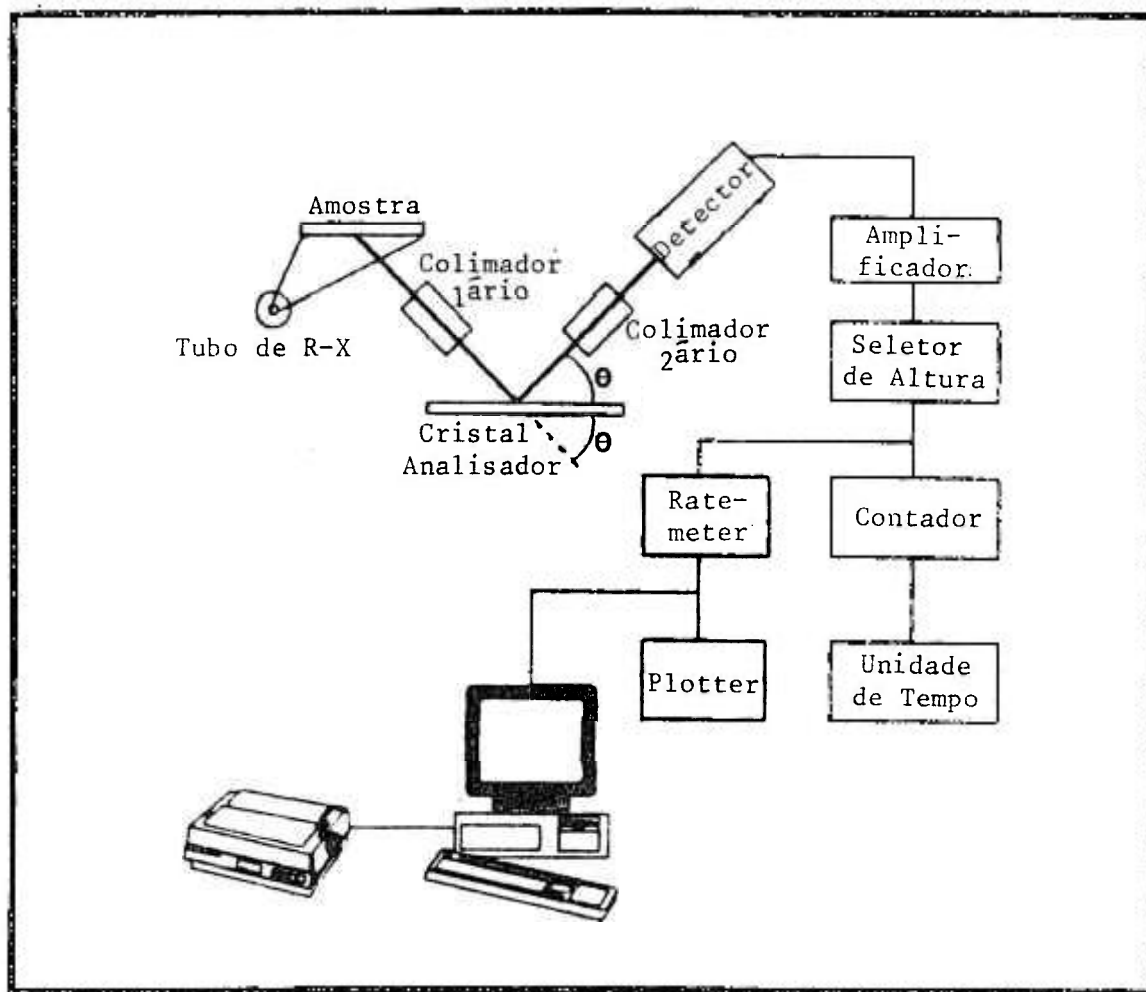 Amostra
Tubo de R-X
Colimador
1ário
Detector
Colimador
2ário
θ
θ
Cristal
Analisador
Ampli-
ficador
Seletor
de Altura
Rate-
meter
Contador
Plotter
Unidade
de Tempo